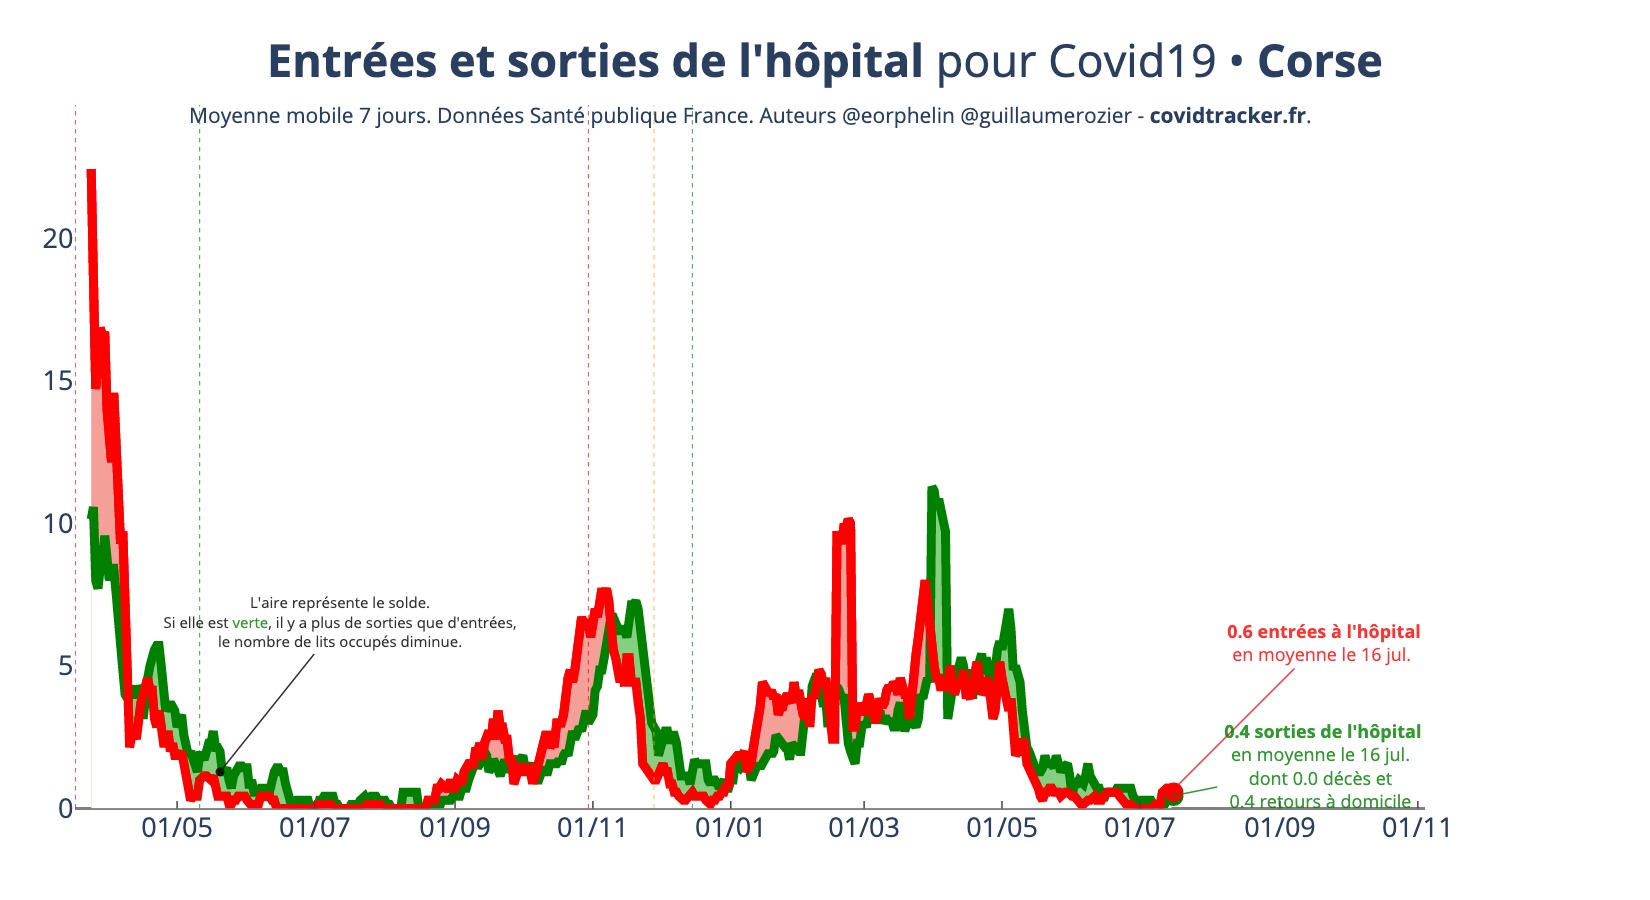 Entrées et sorties de l'hôpital pour Covid19 • Corse
Moyenne mobile 7 jours. Données Santé publique France. Auteurs @eorphelin @guillaumerozier - covidtracker.fr.
20
15
10
5
0
L'aire représente le solde.
Si elle est verte, il y a plus de sorties que d'entrées,
le nombre de lits occupés diminue.
0.6 entrées à l'hôpital
en moyenne le 16 jul.
0.4 sorties de l'hôpital
en moyenne le 16 jul.
dont 0.0 décès et
0.4 retours à domicile
01/05 01/07 01/09 01/11 01/01 01/03 01/05 01/07 01/09 01/11